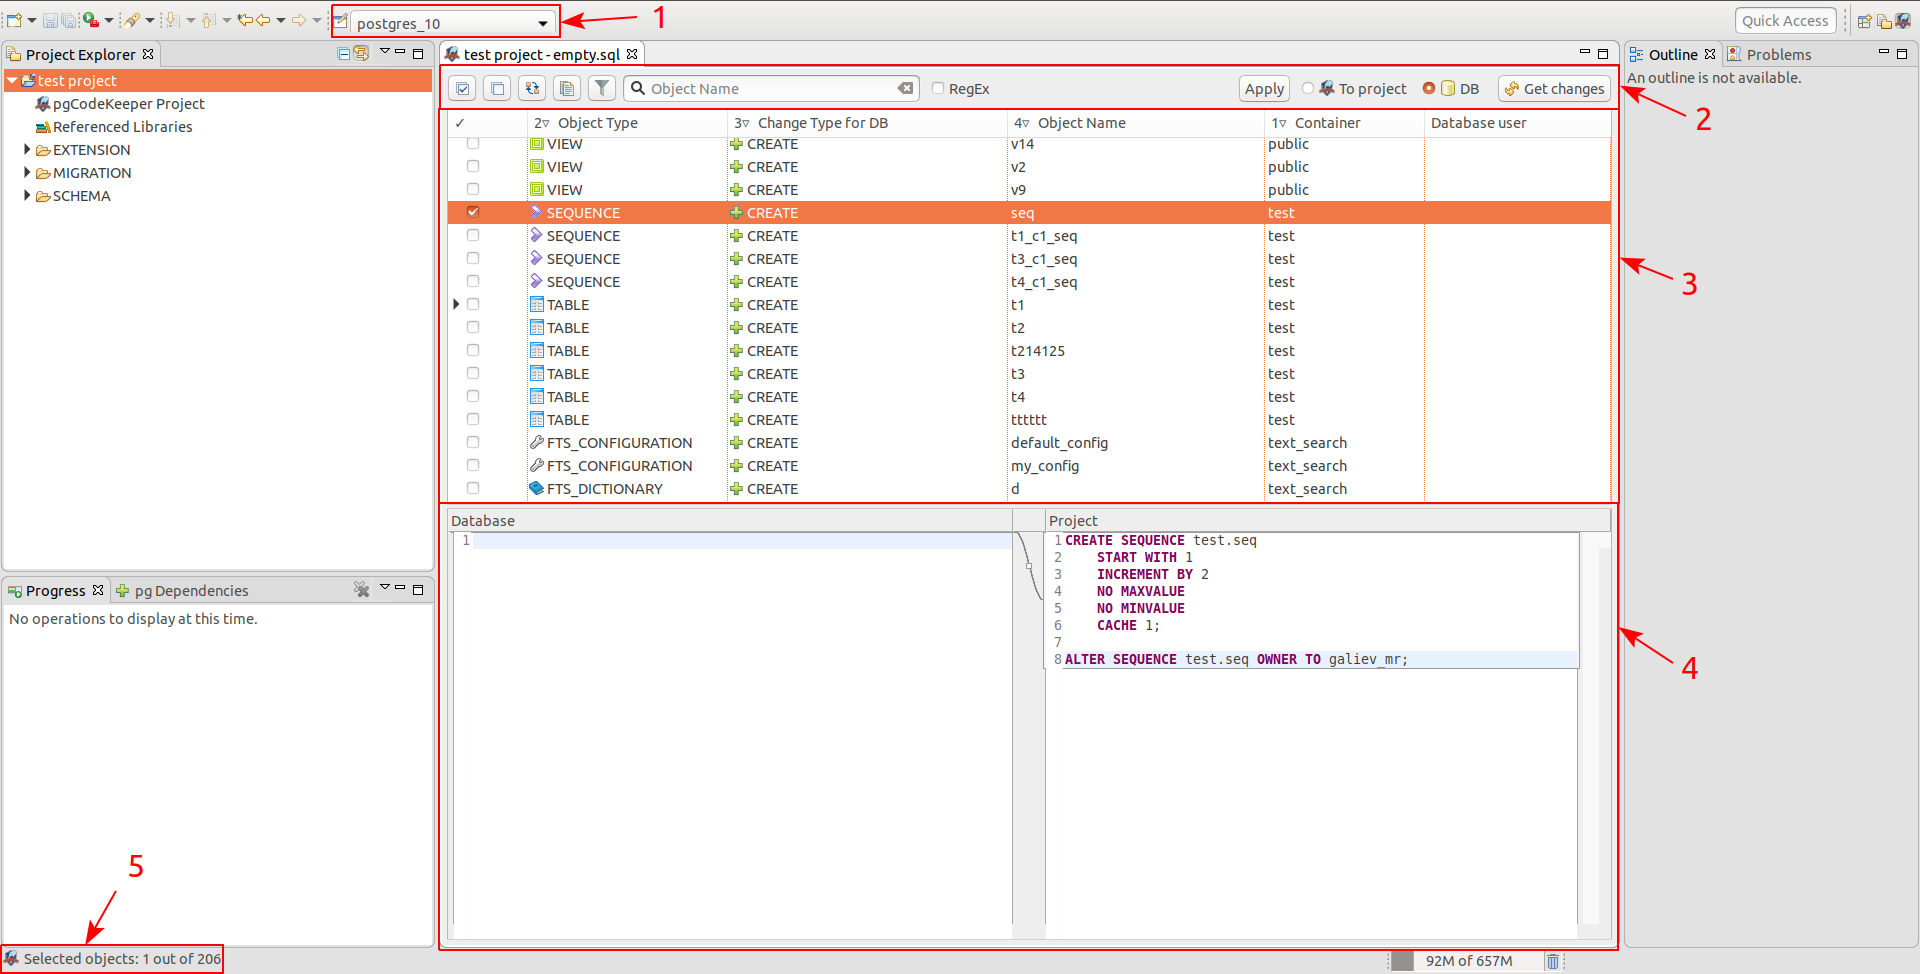 postgres_10
1
Quick Access
Project Explorer
test project - empty.sql
Outline
Problems
test project
pgCodeKeeper Project
Referenced Libraries
EXTENSION
MIGRATION
SCHEMA
Object Name
RegEx
Apply
To project
DB
Get changes
An outline is not available.
2
✓ 2 Object Type 3 Change Type for DB 4 Object Name 1 Container Database user
VIEW CREATE v14 public
VIEW CREATE v2 public
VIEW CREATE v9 public
SEQUENCE CREATE seq test
SEQUENCE CREATE t1_c1_seq test
SEQUENCE CREATE t3_c1_seq test
SEQUENCE CREATE t4_c1_seq test
TABLE CREATE t1 test
TABLE CREATE t2 test
TABLE CREATE t214125 test
TABLE CREATE t3 test
TABLE CREATE t4 test
TABLE CREATE tttttt test
FTS_CONFIGURATION CREATE default_config text_search
FTS_CONFIGURATION CREATE my_config text_search
FTS_DICTIONARY CREATE d text_search
3
Database
1
Project
1 CREATE SEQUENCE test.seq
2 START WITH 1
3 INCREMENT BY 2
4 NO MAXVALUE
5 NO MINVALUE
6 CACHE 1;
7
8 ALTER SEQUENCE test.seq OWNER TO galiev_mr;
4
Progress
pg Dependencies
No operations to display at this time.
5
Selected objects: 1 out of 206
92M of 657M